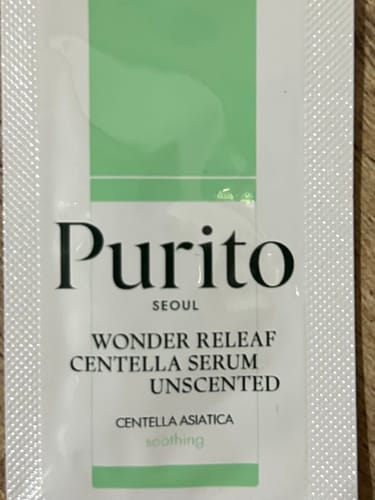 Purito
SEOUL
WONDER RELEAF
CENTELLA SERUM
UNSCENTED
CENTELLA ASIATICA
soothing